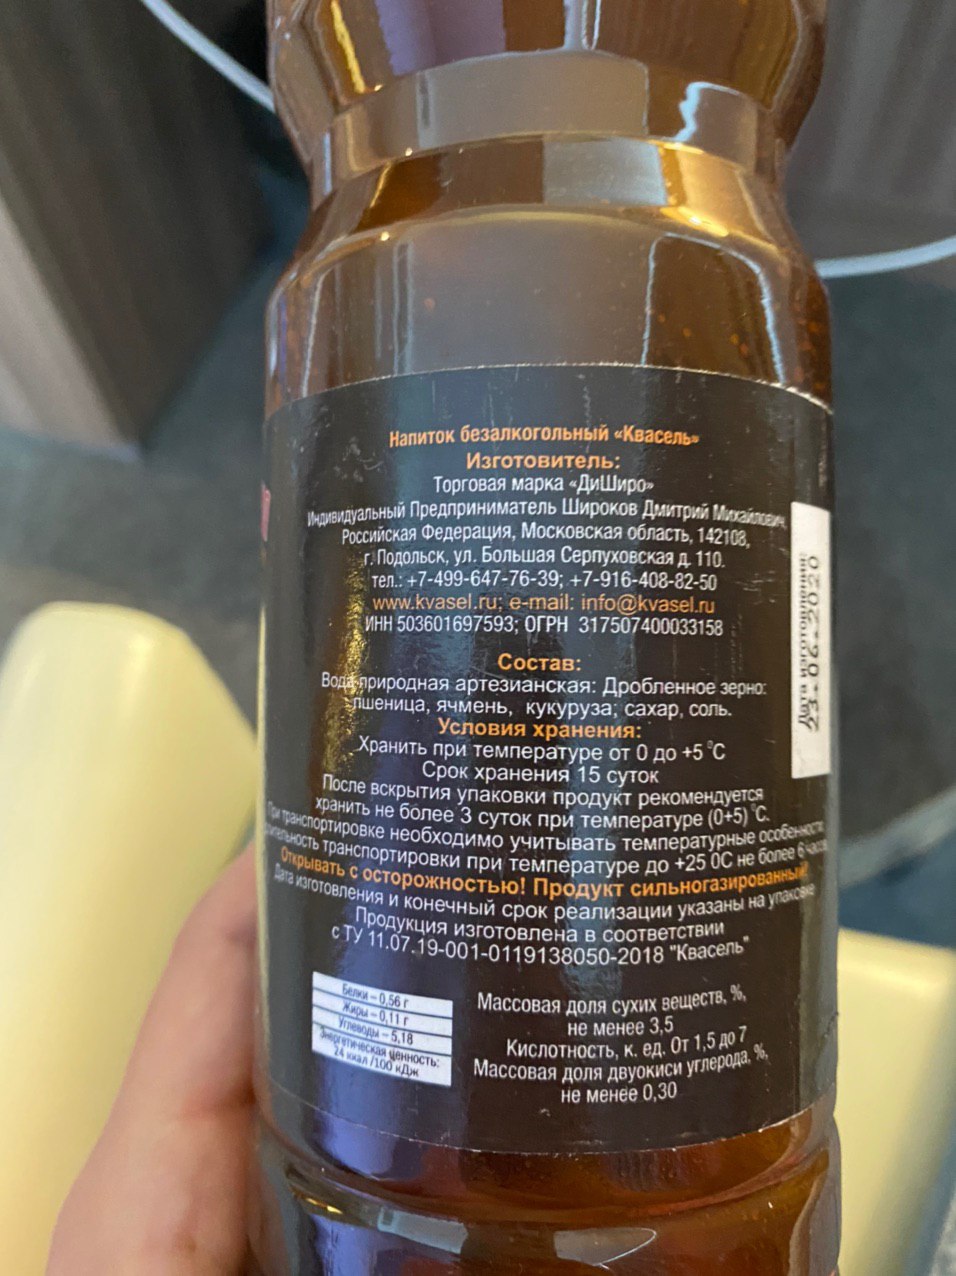 Напиток безалкогольный «Квасель»
Изготовитель:
Торговая марка «ДиШиро»
Индивидуальный Предприниматель Широков Дмитрий Михайлович,
Российская Федерация, Московская область, 142108,
г. Подольск, ул. Большая Серпуховская д. 110.
тел.: +7-499-647-76-39; +7-916-408-82-50
www.kvasel.ru; e-mail: info@kvasel.ru
ИНН 503601697593; ОГРН 317507400033158
Состав:
Вода природная артезианская: Дробленное зерно:
пшеница, ячмень, кукуруза; сахар, соль.
Условия хранения:
Хранить при температуре от 0 до +5 °С
Срок хранения 15 суток
После вскрытия упаковки продукт рекомендуется
хранить не более 3 суток при температуре (0+5) °С.
При транспортировке необходимо учитывать температурные особенности,
длительность транспортировки при температуре до +25 0С не более 6 часов
Открывать с осторожностью! Продукт сильногазированный!
Дата изготовления и конечный срок реализации указаны на упаковке
Продукция изготовлена в соответствии
с ТУ 11.07.19-001-0119138050-2018 "Квасель"
Белки – 0,56 г
Жиры – 0,11 г
Углеводы – 5,18
Энергетическая ценность:
24 ккал /100 кДж
Массовая доля сухих веществ, %,
не менее 3,5
Кислотность, к. ед. От 1,5 до 7
Массовая доля двуокиси углерода, %,
не менее 0,30
Дата изготовления:
23-02-2020